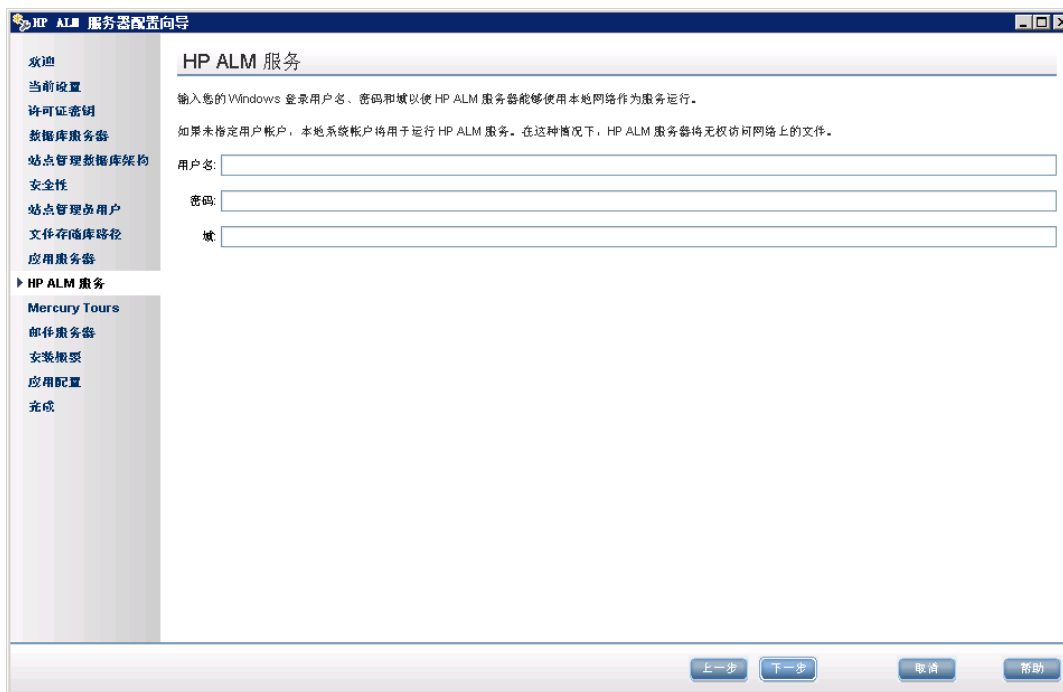 HP ALM 服务器配置向导
欢迎
当前设置
许可证密钥
数据库服务器
站点管理数据库架构
安全性
站点管理员用户
文件存储库路径
应用服务器
HP ALM 服务
Mercury Tours
邮件服务器
安装概要
应用配置
完成
HP ALM 服务
输入您的 Windows 登录用户名、密码和域以使 HP ALM 服务器能够使用本地网络作为服务运行。
如果未指定用户帐户，本地系统帐户将用于运行 HP ALM 服务。在这种情况下，HP ALM 服务器将无权访问网络上的文件。
用户名:
密码:
域:
上一步 下一步 取消 帮助